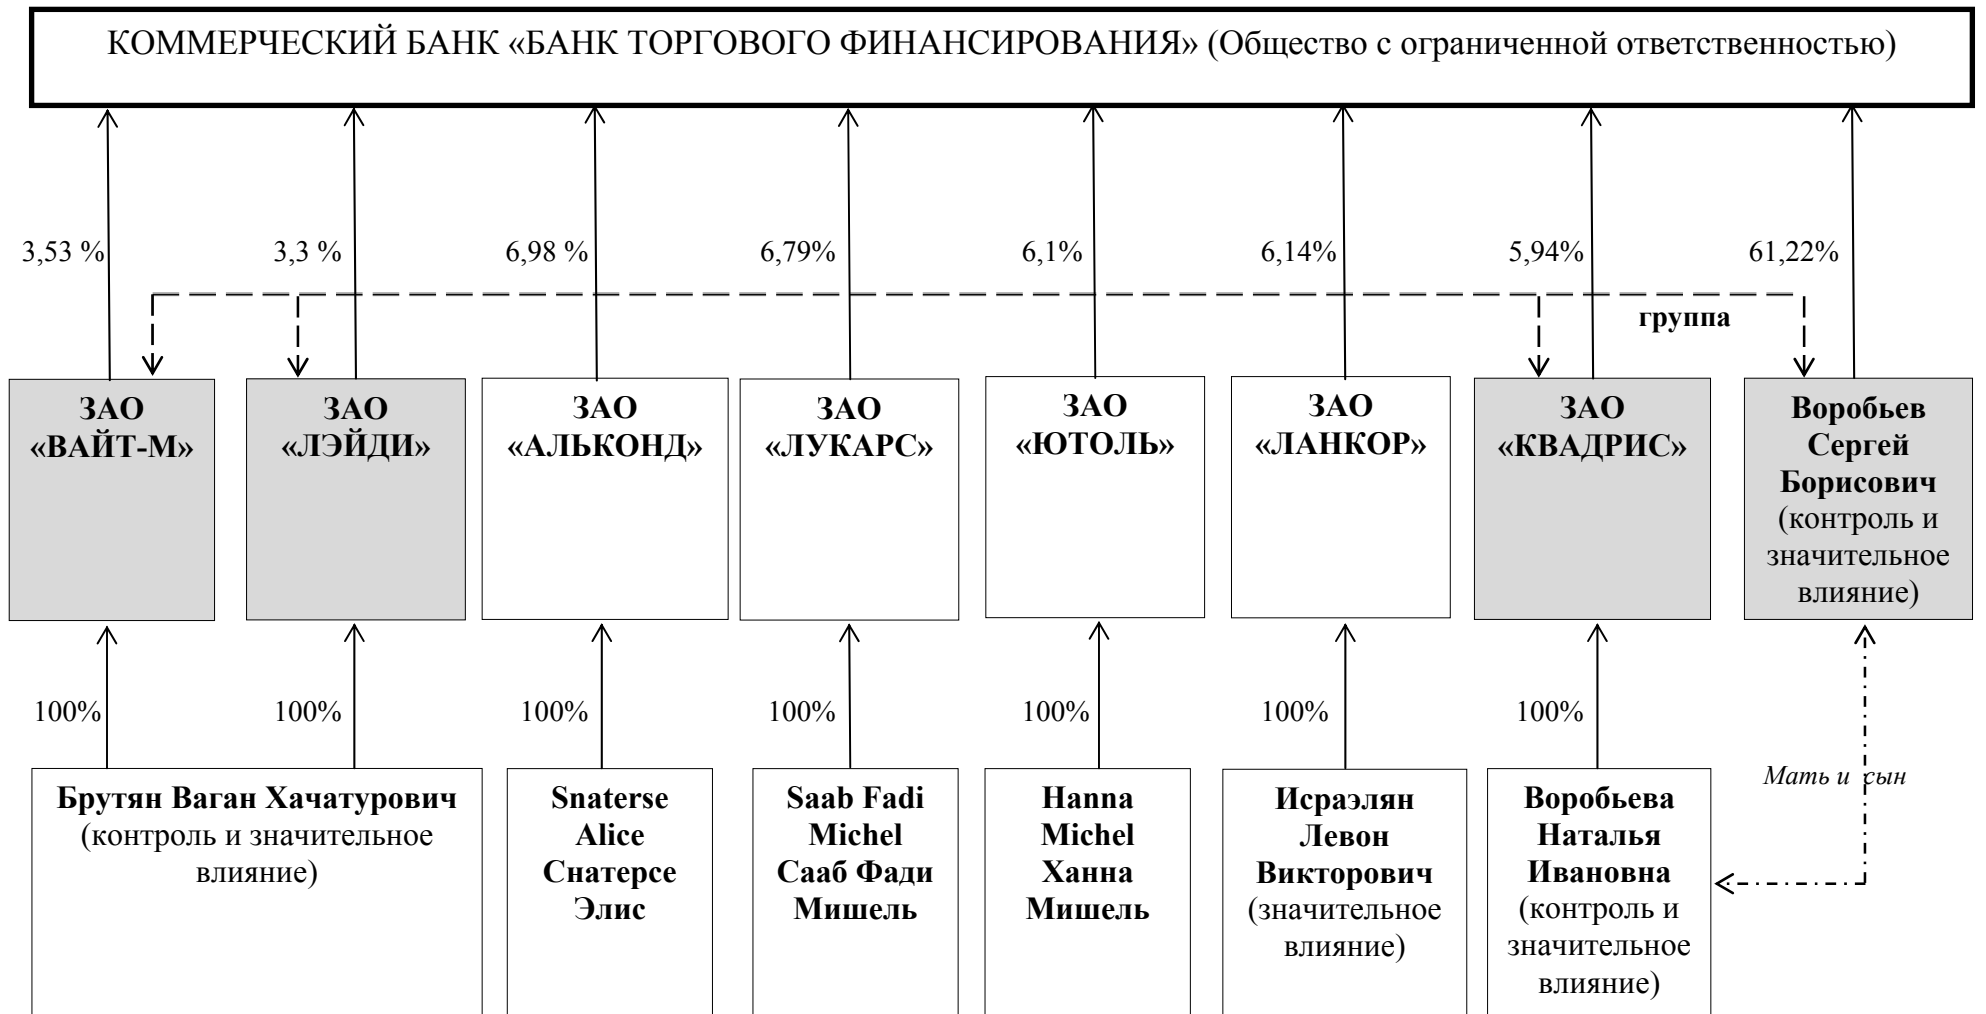 КОММЕРЧЕСКИЙ БАНК «БАНК ТОРГОВОГО ФИНАНСИРОВАНИЯ» (Общество с ограниченной ответственностью)
3,53 %
3,3 %
6,98 %
6,79%
6,1%
6,14%
5,94%
61,22%
группа
ЗАО
«ВАЙТ-М»
ЗАО
«ЛЭЙДИ»
ЗАО
«АЛЬКОНД»
ЗАО
«ЛУКАРС»
ЗАО
«ЮТОЛЬ»
ЗАО
«ЛАНКОР»
ЗАО
«КВАДРИС»
Воробьев
Сергей
Борисович
(контроль и
значительное
влияние)
100%
100%
100%
100%
100%
100%
100%
Мать и сын
Брутян Ваган Хачатурович
(контроль и значительное
влияние)
Snaterse
Alice
Снатерсе
Элис
Saab Fadi
Michel
Сааб Фади
Мишель
Hanna
Michel
Ханна
Мишель
Исраэлян
Левон
Викторович
(значительное
влияние)
Воробьева
Наталья
Ивановна
(контроль и
значительное
влияние)